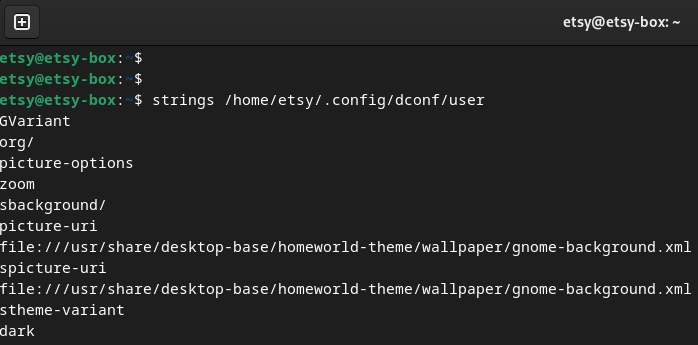 etsy@etsy-box: ~
etsy@etsy-box:~$
etsy@etsy-box:~$
etsy@etsy-box:~$ strings /home/etsy/.config/dconf/user
GVariant
org/
picture-options
zoom
sbackground/
picture-uri
file:///usr/share/desktop-base/homeworld-theme/wallpaper/gnome-background.xml
spicture-uri
file:///usr/share/desktop-base/homeworld-theme/wallpaper/gnome-background.xml
stheme-variant
dark